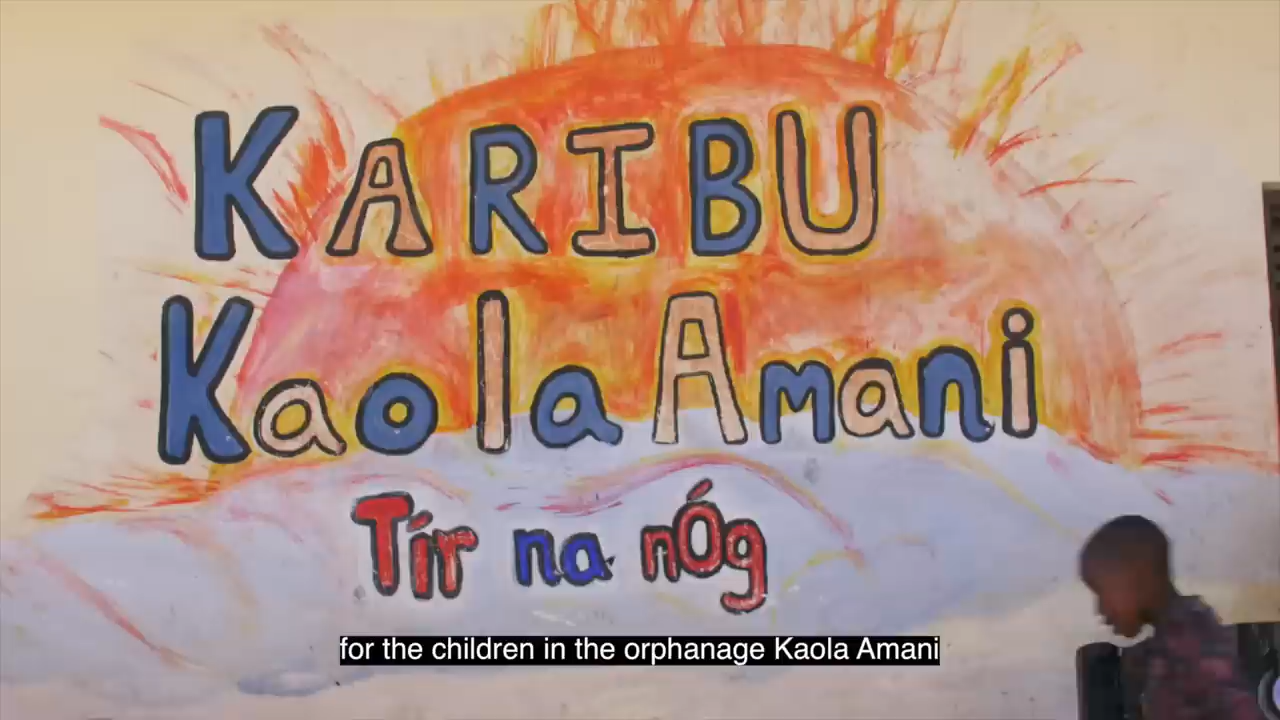 KARIBU
Kaola Amani
Tír na nÓg
for the children in the orphanage Kaola Amani